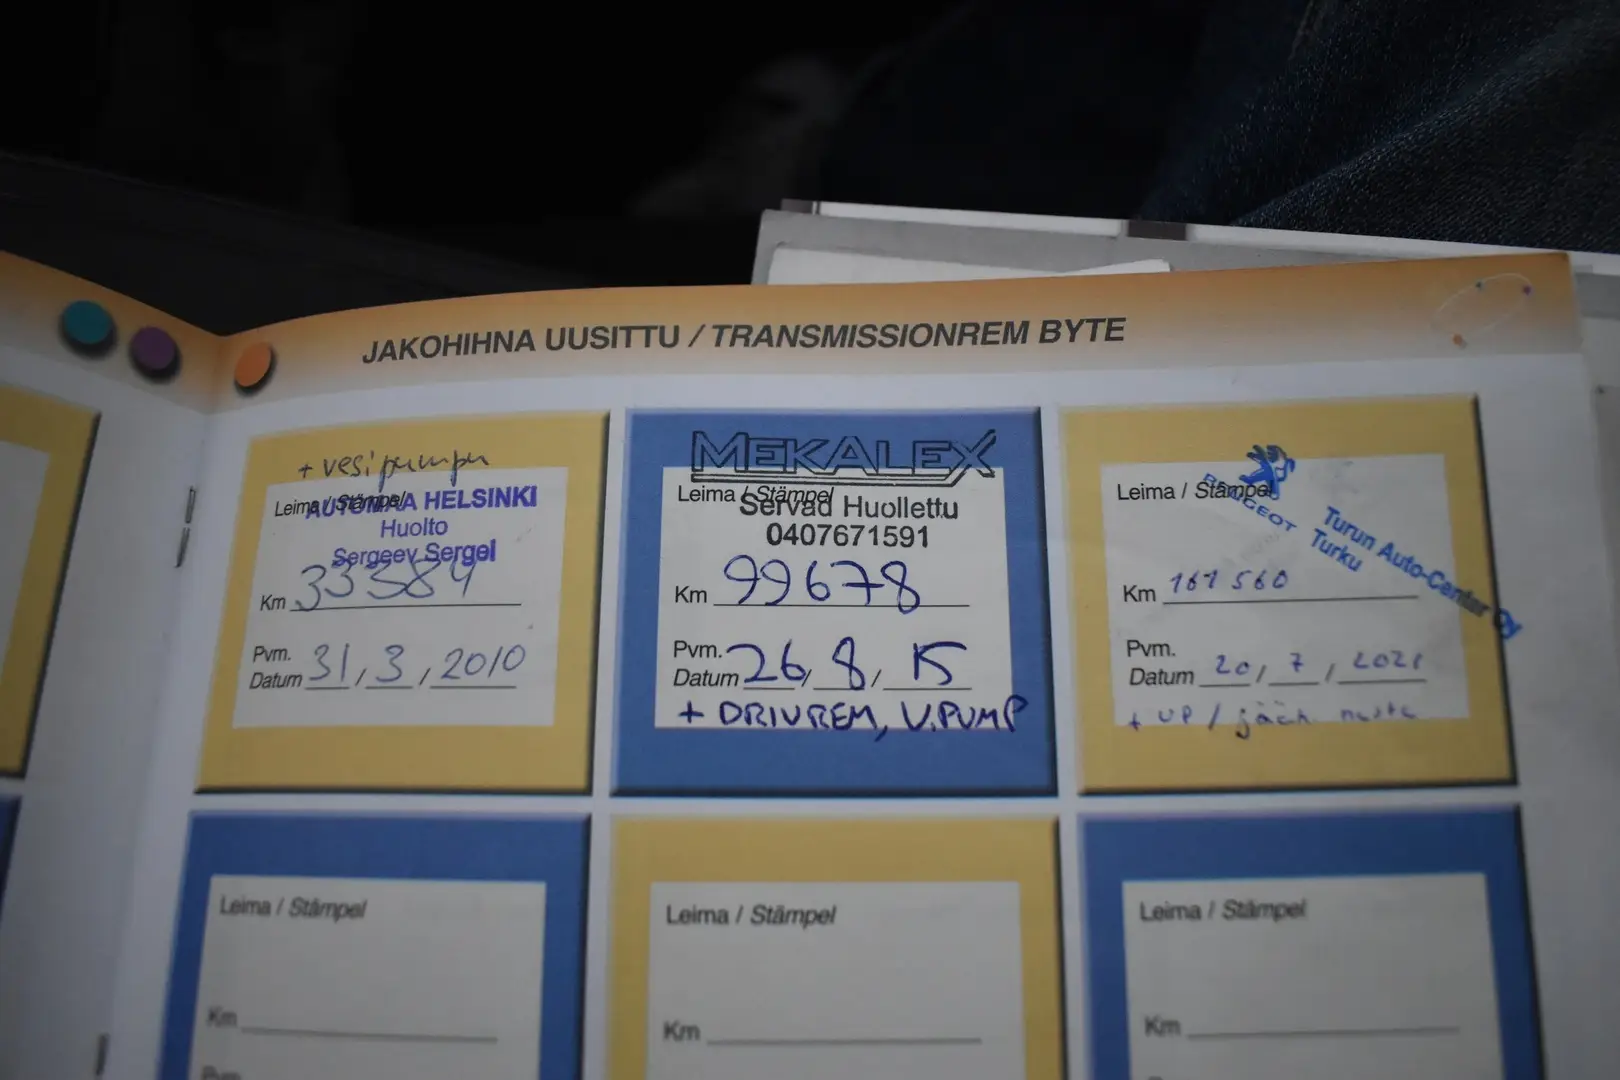 JAKOHIHNA UUSITTU / TRANSMISSIONREM BYTE
+ vesipumpu
Leima / Stämpel
AUTOMAA HELSINKI
Huolto
Sergeev Sergei
Km 33584
Pvm.
Datum 31 / 3 / 2010
MEKALEX
Leima / Stämpel
Servad Huollettu
0407671591
Km 99678
Pvm.
Datum 26 / 8 / 15
+ DRIVREM, V.PUMP
Leima / Stämpel
PEUGEOT
Turun Auto-Center Oy
Turku
Km 161 560
Pvm.
Datum 20 / 7 / 2021
+ VP / jääh. neste
Leima / Stämpel
Km
Pvm.
Leima / Stämpel
Km
Leima / Stämpel
Km